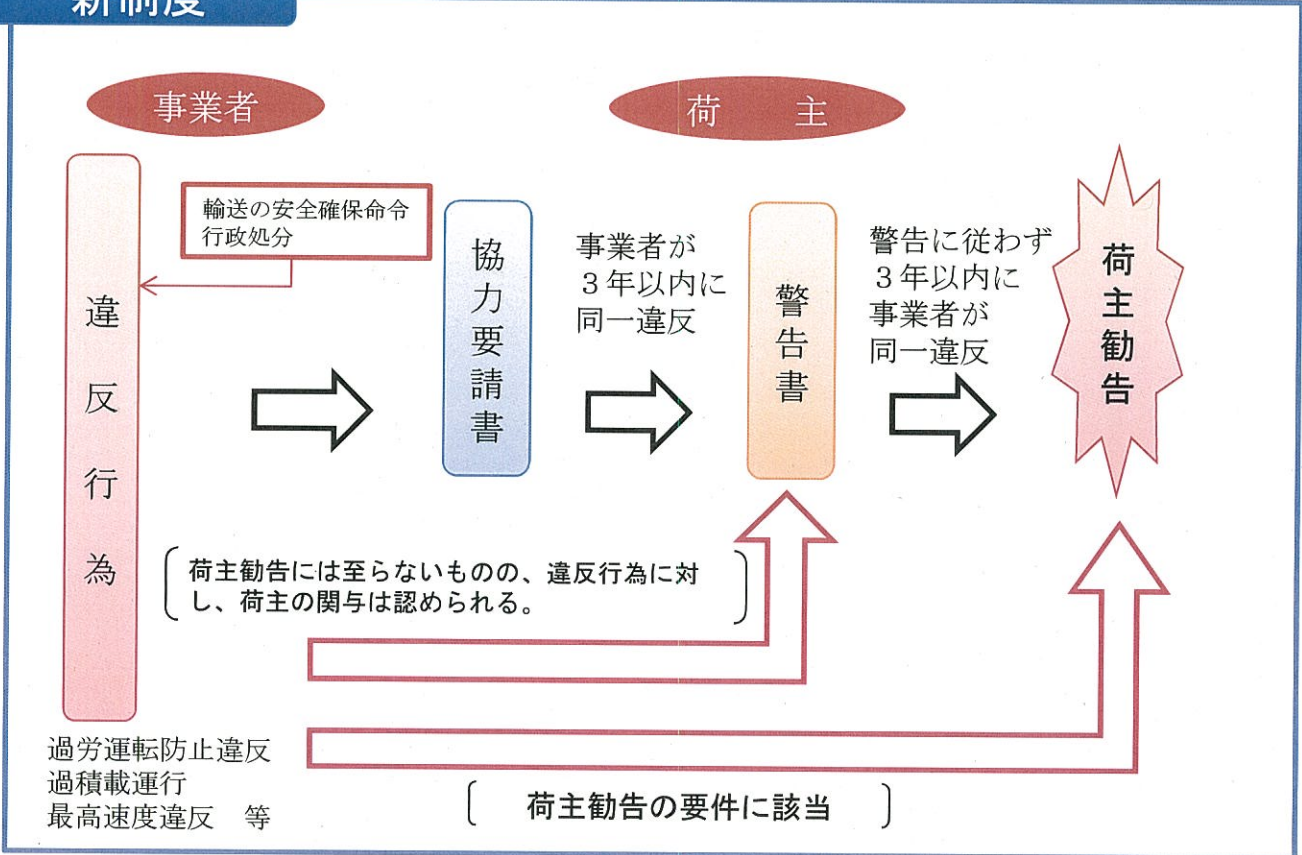 新制度
事業者
荷　主
輸送の安全確保命令
行政処分
違反行為
協力要請書
事業者が
３年以内に
同一違反
警告書
警告に従わず
３年以内に
事業者が
同一違反
荷主勧告
荷主勧告には至らないものの、違反行為に対
し、荷主の関与は認められる。
過労運転防止違反
過積載運行
最高速度違反　等
荷主勧告の要件に該当